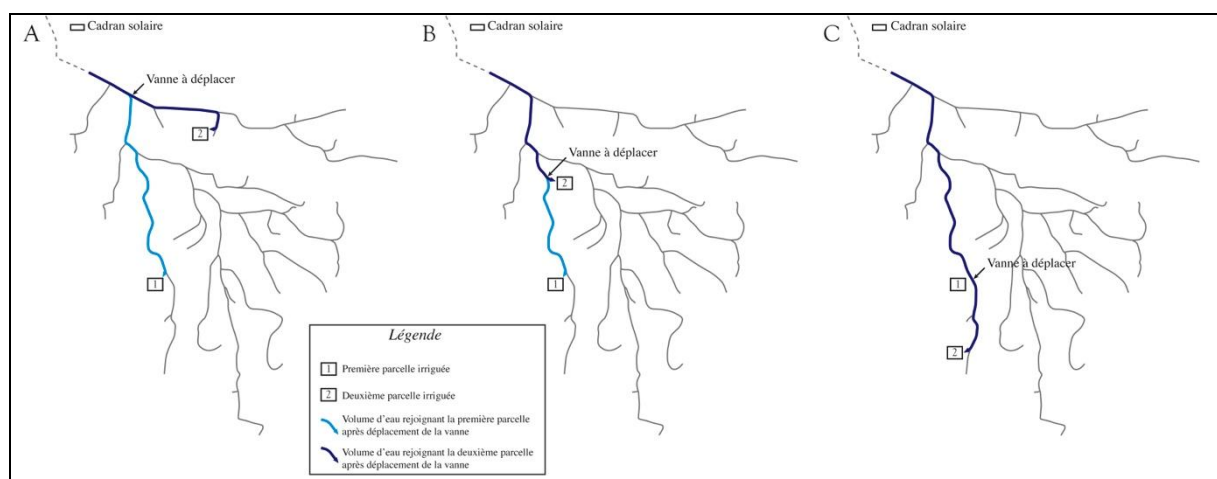 A
Cadran solaire
Vanne à déplacer
2
1
B
Cadran solaire
Vanne à déplacer
2
1
C
Cadran solaire
Vanne à déplacer
1
2
Légende
1 Première parcelle irriguée
2 Deuxième parcelle irriguée
Volume d'eau rejoignant la première parcelle
après déplacement de la vanne
Volume d'eau rejoignant la deuxième parcelle
après déplacement de la vanne